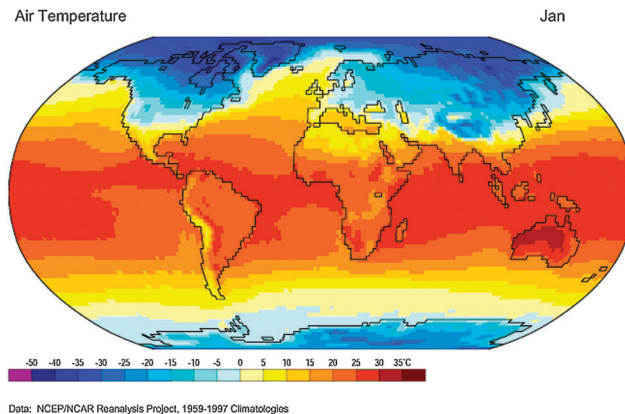 Air Temperature Jan
-50 -40 -35 -30 -25 -20 -15 -10 -5 0 5 10 15 20 25 30 35°C
Data: NCEP/NCAR Reanalysis Project, 1959-1997 Climatologies